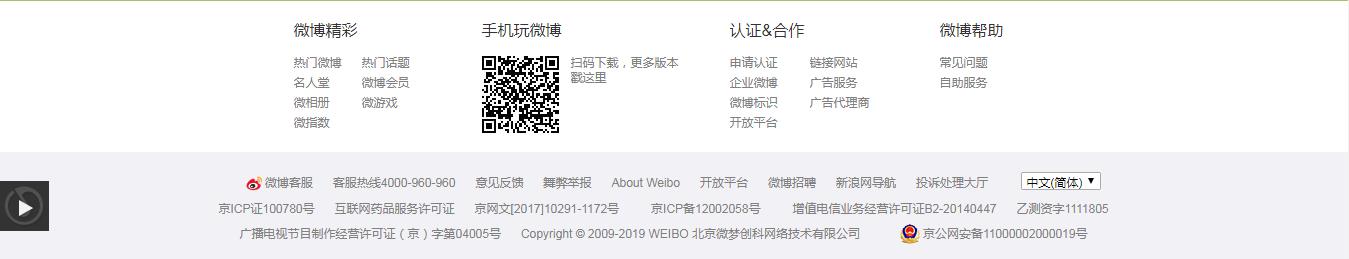 微博精彩 手机玩微博 认证&合作 微博帮助
热门微博 热门话题 扫码下载，更多版本 申请认证 链接网站 常见问题
戳这里
名人堂 微博会员 企业微博 广告服务 自助服务
微相册 微游戏 微博标识 广告代理商
微指数 开放平台
微博客服 客服热线4000-960-960 意见反馈 舞弊举报 About Weibo 开放平台 微博招聘 新浪网导航 投诉处理大厅 中文(简体)
京ICP证100780号 互联网药品服务许可证 京网文[2017]10291-1172号 京ICP备12002058号 增值电信业务经营许可证B2-20140447 乙测资字1111805
广播电视节目制作经营许可证（京）字第04005号 Copyright © 2009-2019 WEIBO 北京微梦创科网络技术有限公司 京公网安备11000002000019号